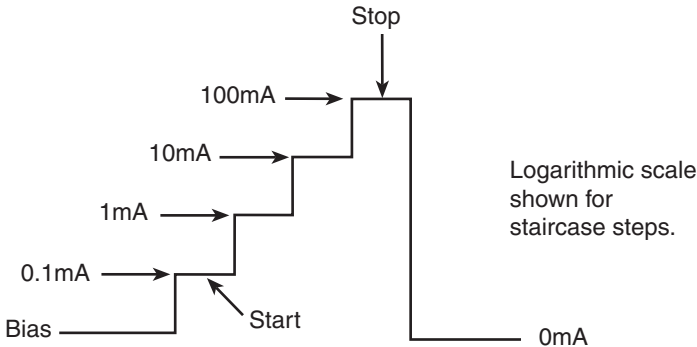 Stop
100mA
10mA
Logarithmic scale
shown for
staircase steps.
1mA
0.1mA
Start
Bias
0mA